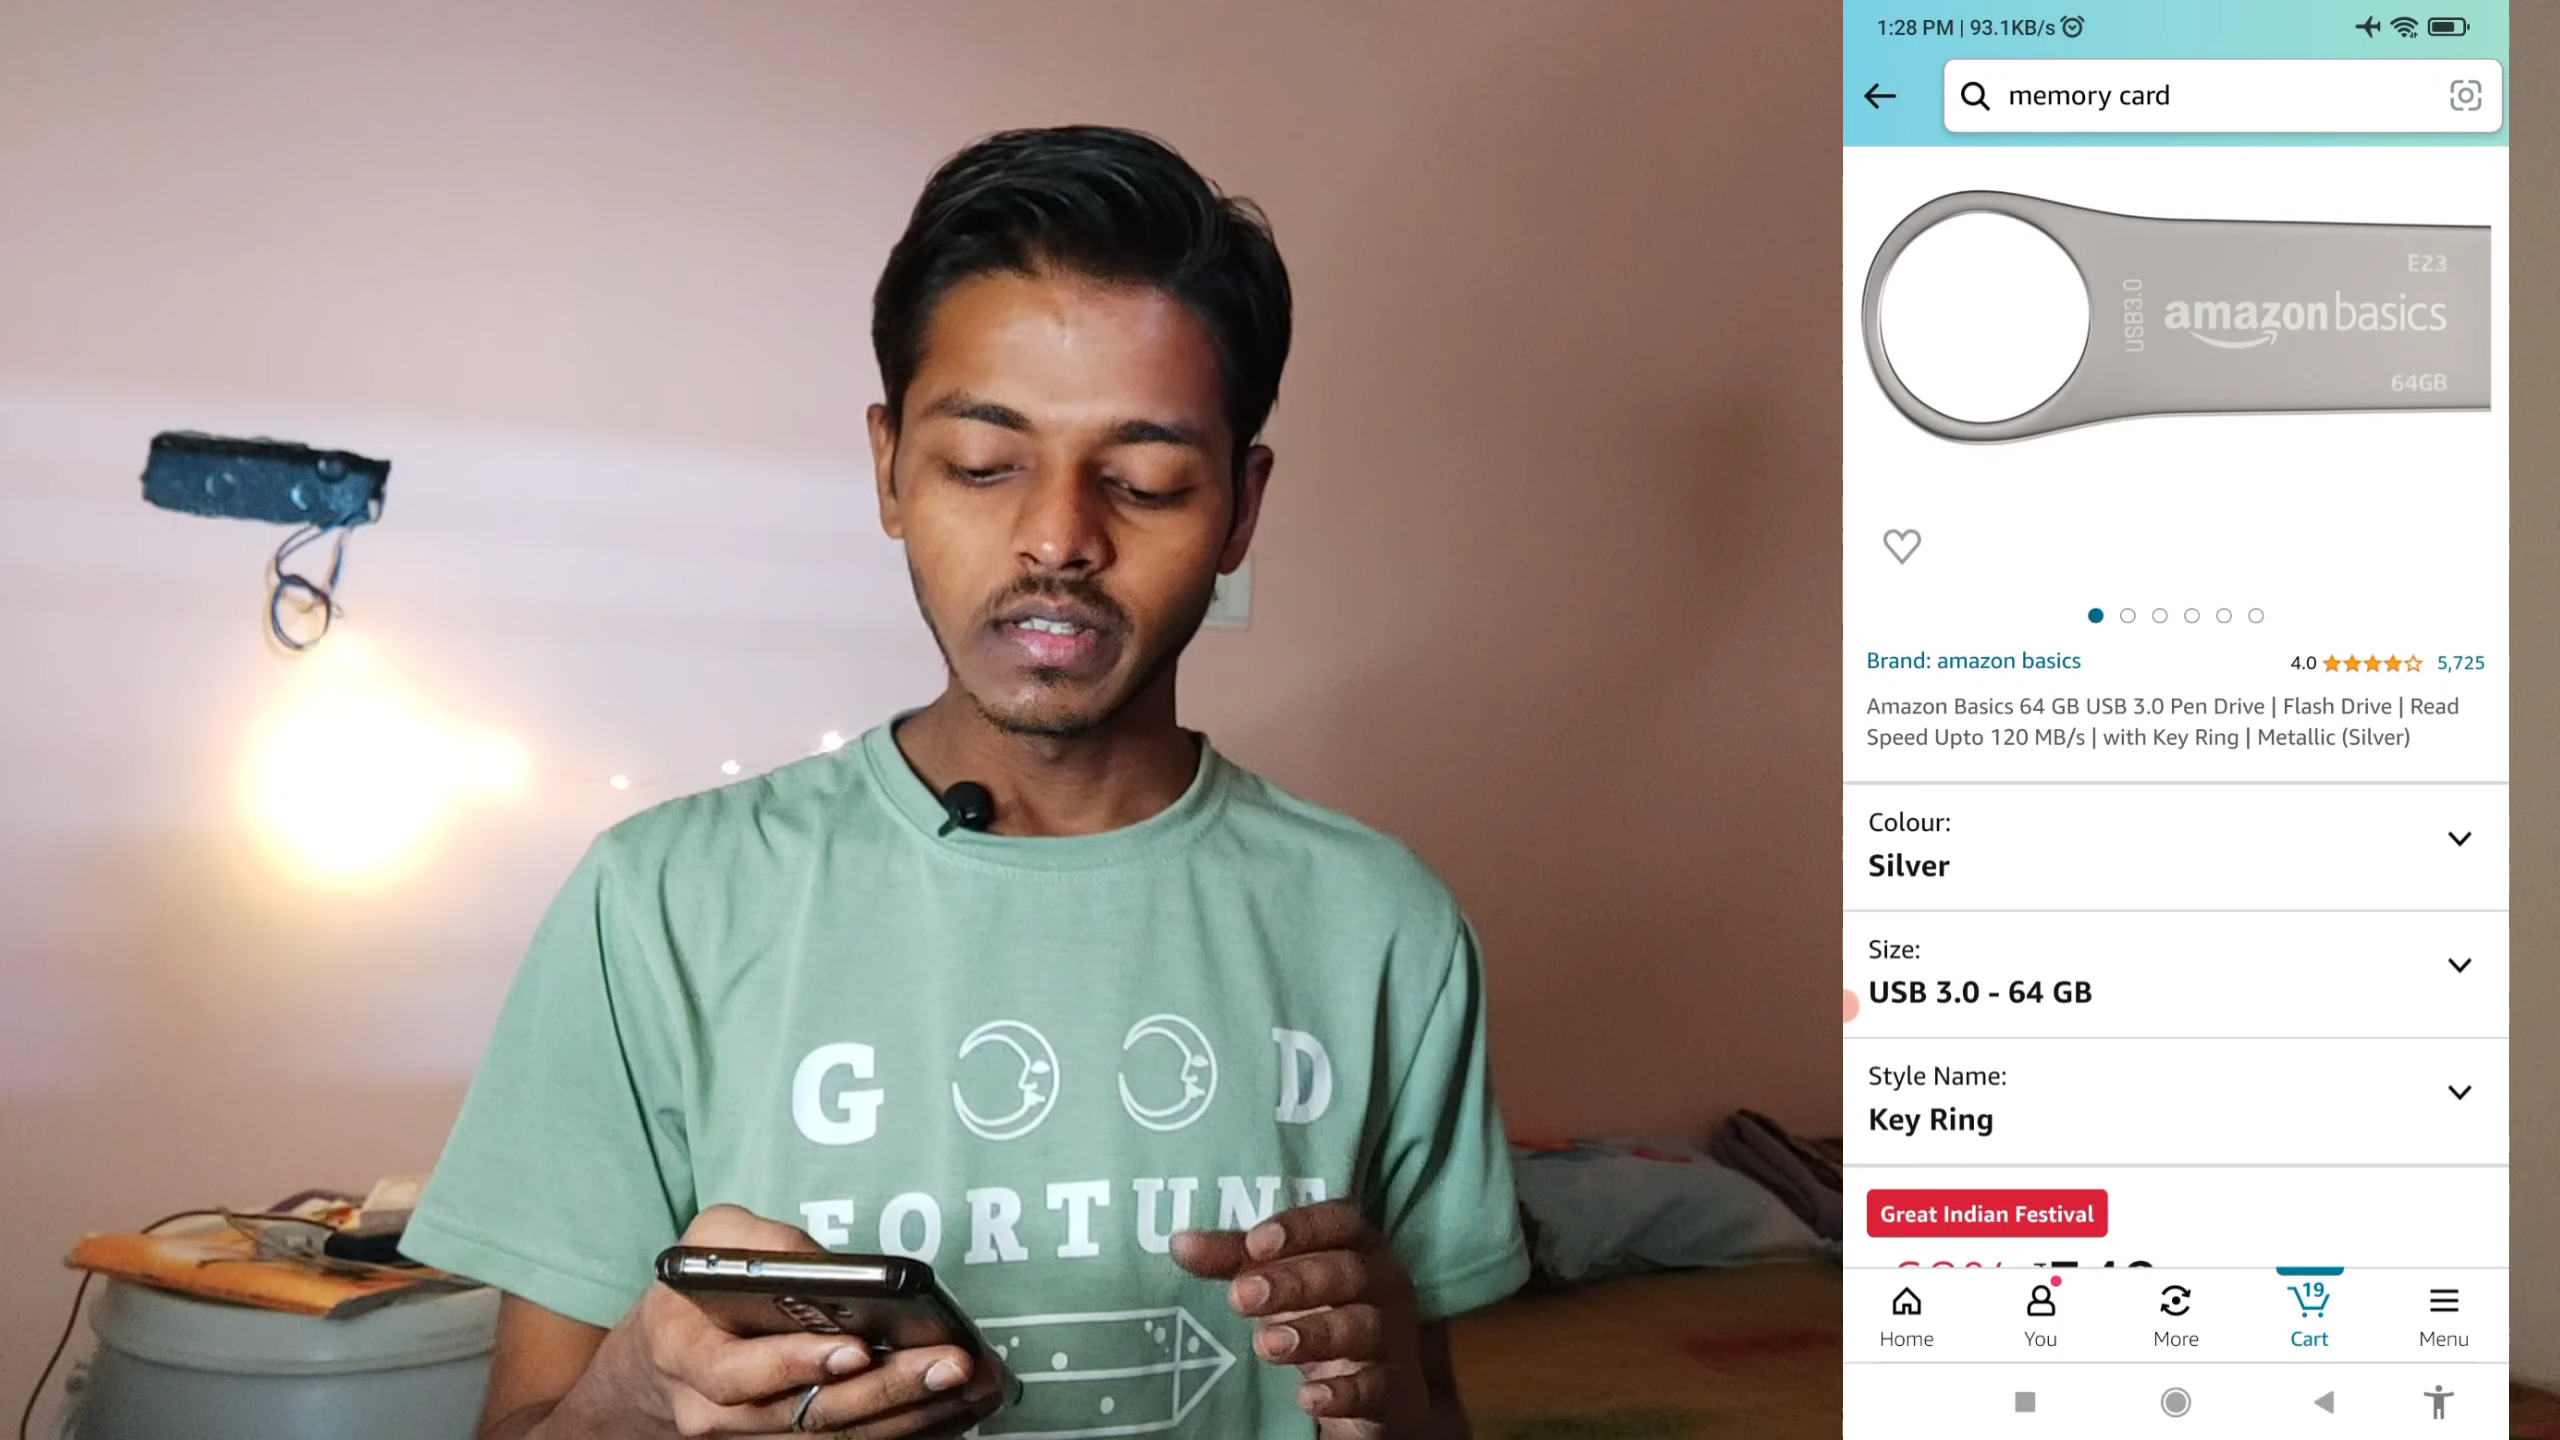 1:28 PM | 93.1KB/s
memory card
E23
USB3.0
amazonbasics
64GB
Brand: amazon basics
4.0 5,725
Amazon Basics 64 GB USB 3.0 Pen Drive | Flash Drive | Read
Speed Upto 120 MB/s | with Key Ring | Metallic (Silver)
Colour:
Silver
Size:
USB 3.0 - 64 GB
Style Name:
Key Ring
Great Indian Festival
19
Home
You
More
Cart
Menu
G D
FORTUN